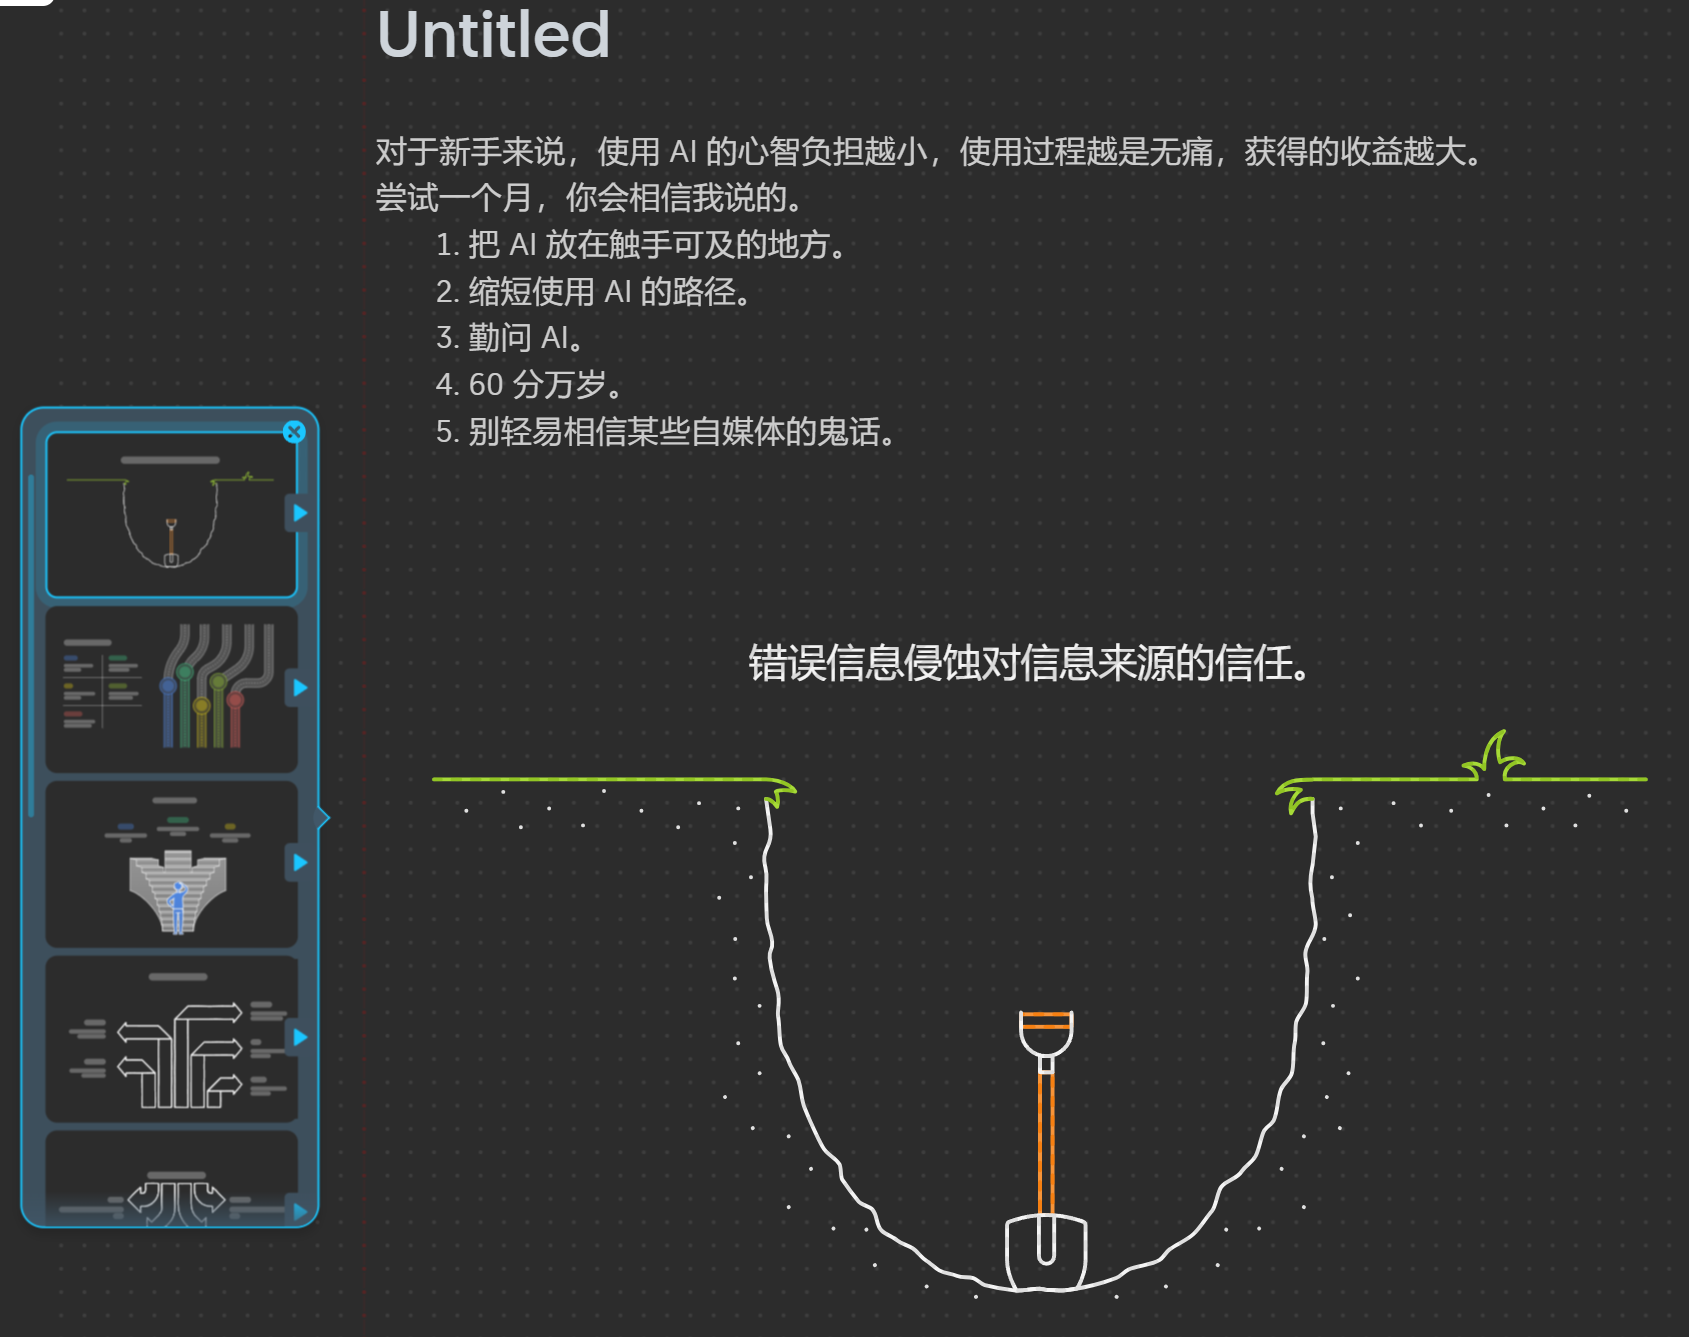 Untitled
对于新手来说，使用 AI 的心智负担越小，使用过程越是无痛，获得的收益越大。
尝试一个月，你会相信我说的。
1. 把 AI 放在触手可及的地方。
2. 缩短使用 AI 的路径。
3. 勤问 AI。
4. 60 分万岁。
5. 别轻易相信某些自媒体的鬼话。
错误信息侵蚀对信息来源的信任。